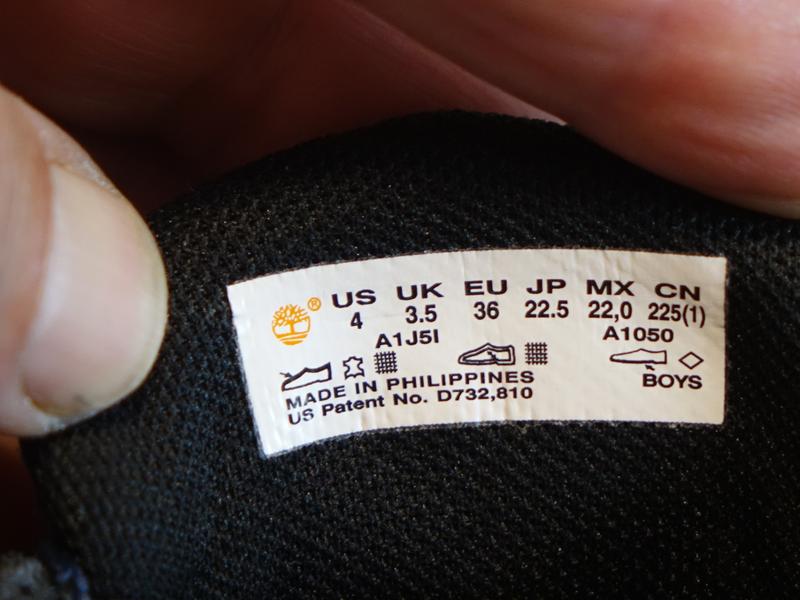 US UK EU JP MX CN
4 3.5 36 22.5 22,0 225(1)
A1J5I A1050
MADE IN PHILIPPINES BOYS
US Patent No. D732,810
®